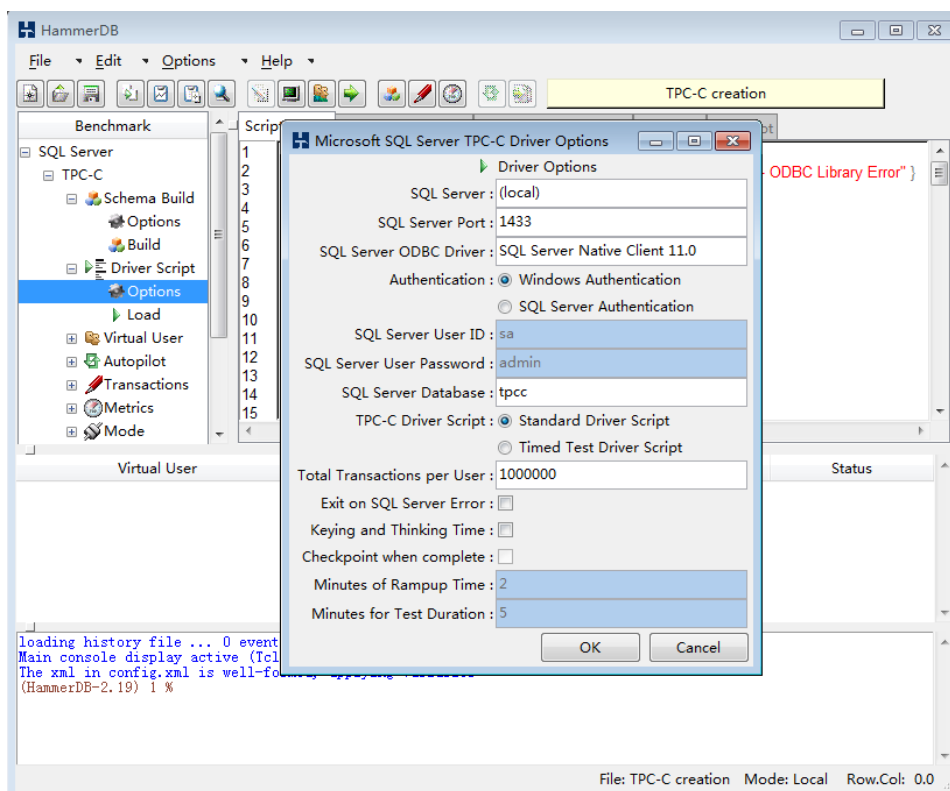 HammerDB
File Edit Options Help
TPC-C creation
Benchmark
SQL Server
TPC-C
Schema Build
Options
Build
Driver Script
Options
Load
Virtual User
Autopilot
Transactions
Metrics
Mode
1
2
3
4
5
6
7
8
9
10
11
12
13
14
15
ODBC Library Error" }
Microsoft SQL Server TPC-C Driver Options
Driver Options
SQL Server : (local)
SQL Server Port : 1433
SQL Server ODBC Driver : SQL Server Native Client 11.0
Authentication : Windows Authentication
SQL Server Authentication
SQL Server User ID : sa
SQL Server User Password : admin
SQL Server Database : tpcc
TPC-C Driver Script : Standard Driver Script
Timed Test Driver Script
Total Transactions per User : 1000000
Exit on SQL Server Error :
Keying and Thinking Time :
Checkpoint when complete :
Minutes of Rampup Time : 2
Minutes for Test Duration : 5
OK Cancel
Virtual User Status
loading history file ... 0 event
Main console display active (Tcl
The xml in config.xml is
(HammerDB-2.19) 1 %
File: TPC-C creation Mode: Local Row.Col: 0.0